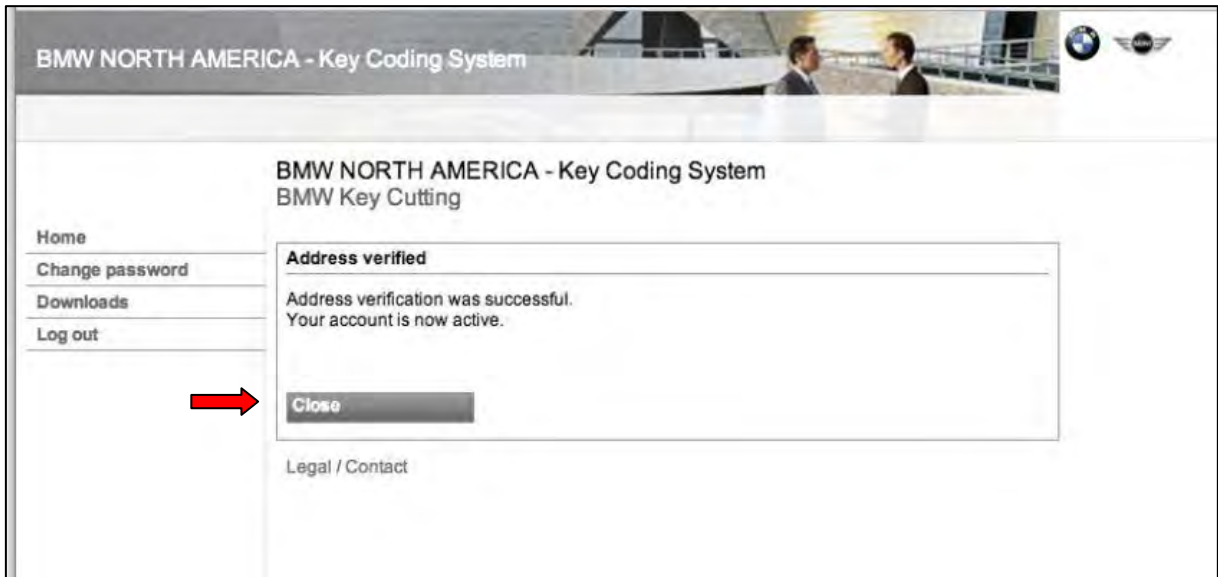 BMW NORTH AMERICA - Key Coding System
MINI
BMW NORTH AMERICA - Key Coding System
BMW Key Cutting
Home
Change password
Downloads
Log out
Address verified
Address verification was successful.
Your account is now active.
Close
Legal / Contact